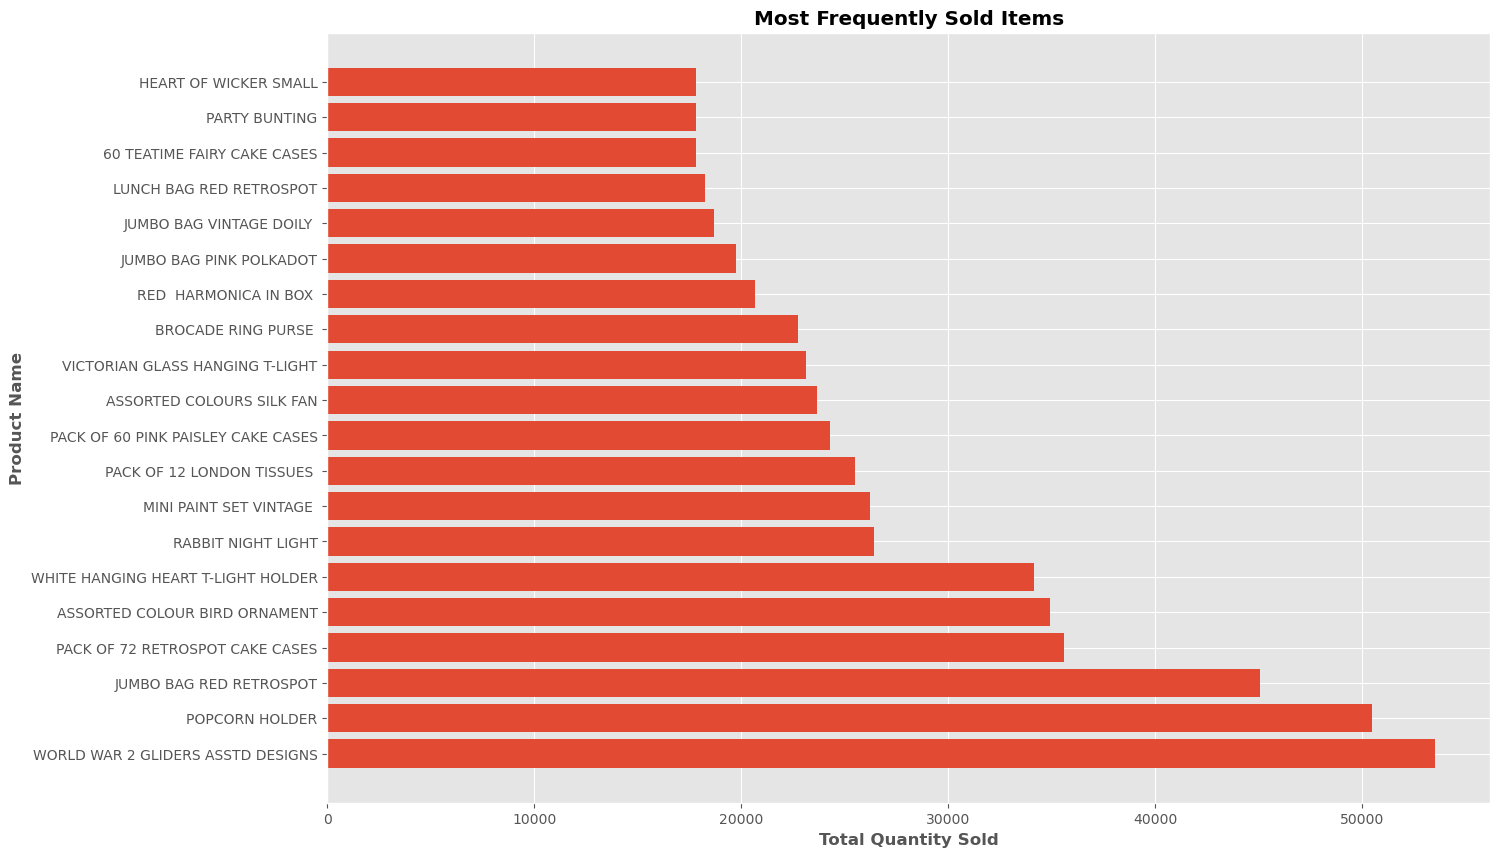 Most Frequently Sold Items
Product Name
HEART OF WICKER SMALL
PARTY BUNTING
60 TEATIME FAIRY CAKE CASES
LUNCH BAG RED RETROSPOT
JUMBO BAG VINTAGE DOILY
JUMBO BAG PINK POLKADOT
RED  HARMONICA IN BOX
BROCADE RING PURSE
VICTORIAN GLASS HANGING T-LIGHT
ASSORTED COLOURS SILK FAN
PACK OF 60 PINK PAISLEY CAKE CASES
PACK OF 12 LONDON TISSUES
MINI PAINT SET VINTAGE
RABBIT NIGHT LIGHT
WHITE HANGING HEART T-LIGHT HOLDER
ASSORTED COLOUR BIRD ORNAMENT
PACK OF 72 RETROSPOT CAKE CASES
JUMBO BAG RED RETROSPOT
POPCORN HOLDER
WORLD WAR 2 GLIDERS ASSTD DESIGNS
0 10000 20000 30000 40000 50000
Total Quantity Sold